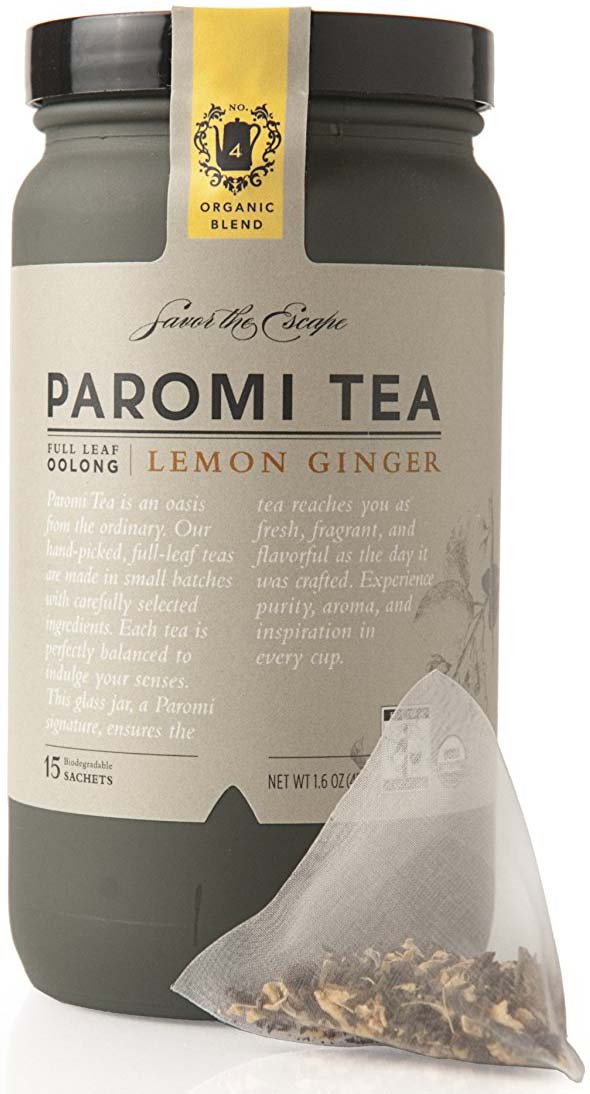 NO.
4
ORGANIC
BLEND
Savor the Escape
PAROMI TEA
FULL LEAF
OOLONG
LEMON GINGER
Paromi Tea is an oasis
from the ordinary. Our
hand-picked, full-leaf teas
are made in small batches
with carefully selected
ingredients. Each tea is
perfectly balanced to
indulge your senses.
This glass jar, a Paromi
signature, ensures the
tea reaches you as
fresh, fragrant, and
flavorful as the day it
was crafted. Experience
purity, aroma, and
inspiration in
every cup.
15 Biodegradable
SACHETS
NET WT 1.6 OZ